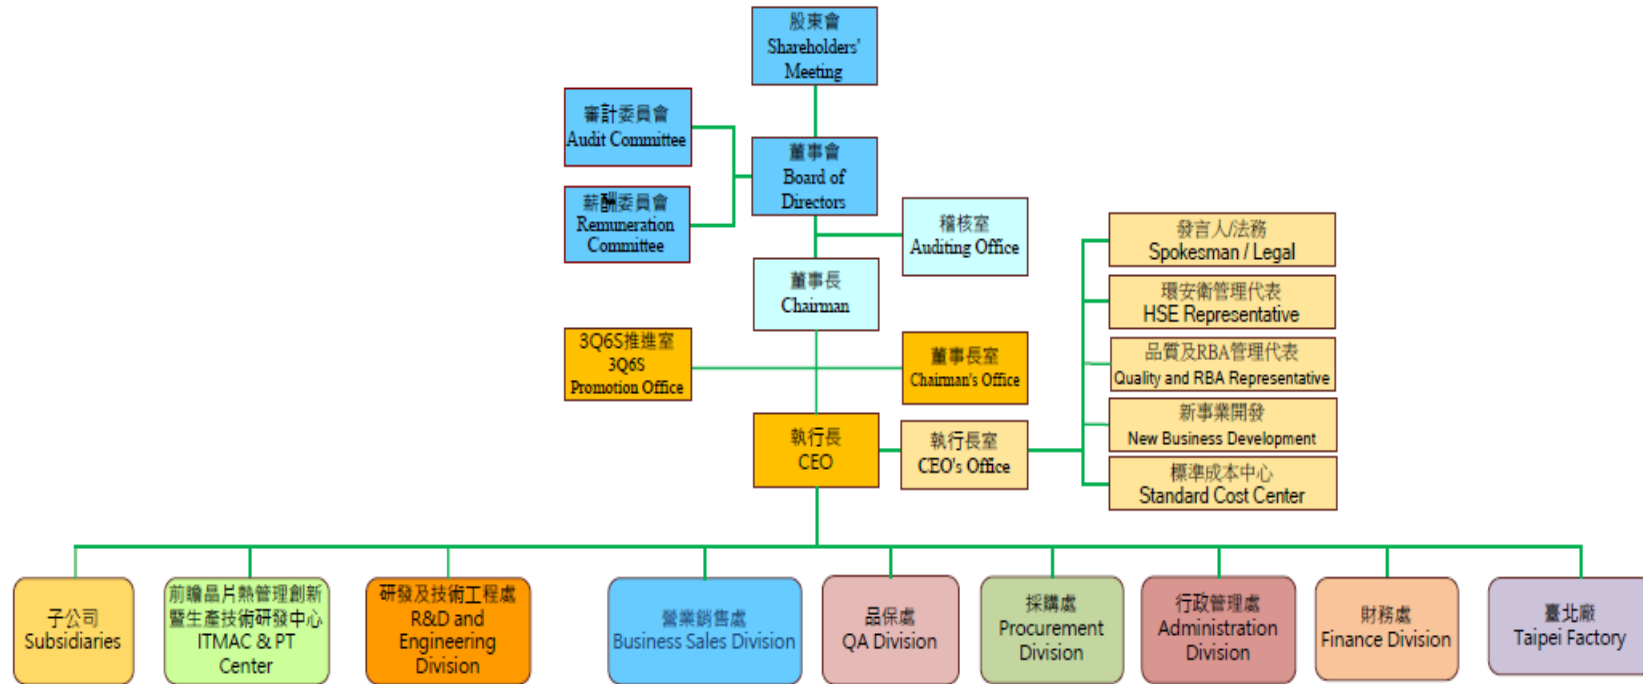 股東會
Shareholders'
Meeting
審計委員會
Audit Committee
董事會
Board of
Directors
薪酬委員會
Remuneration
Committee
稽核室
Auditing Office
發言人/法務
Spokesman / Legal
董事長
Chairman
環安衛管理代表
HSE Representative
3Q6S推進室
3Q6S
Promotion Office
董事長室
Chairman's Office
品質及RBA管理代表
Quality and RBA Representative
新事業開發
New Business Development
執行長
CEO
執行長室
CEO's Office
標準成本中心
Standard Cost Center
子公司
Subsidiaries
前瞻晶片熱管理創新
暨生產技術研發中心
ITMAC & PT
Center
研發及技術工程處
R&D and
Engineering
Division
營業銷售處
Business Sales Division
品保處
QA Division
採購處
Procurement
Division
行政管理處
Administration
Division
財務處
Finance Division
臺北廠
Taipei Factory